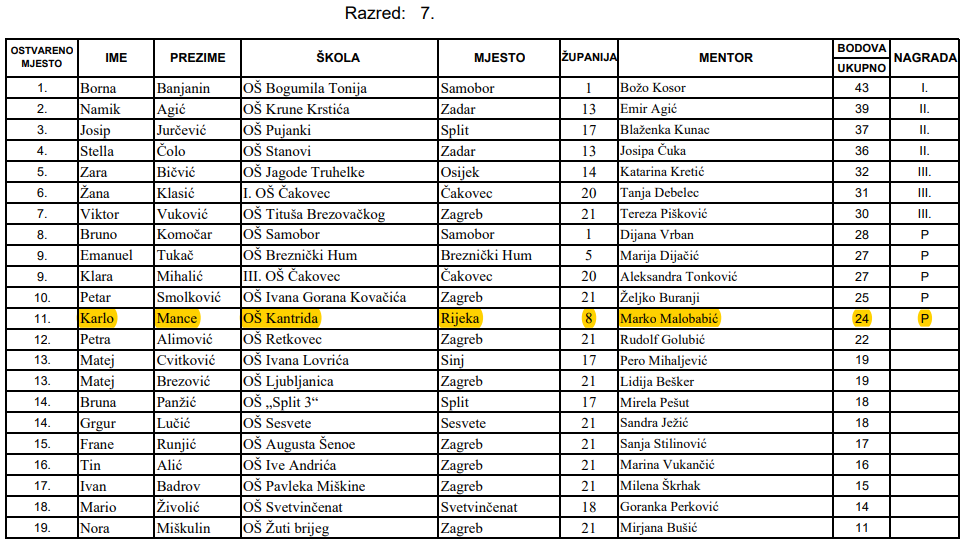 Razred: 7.
OSTVARENO MJESTO IME PREZIME ŠKOLA MJESTO ŽUPANIJA MENTOR BODOVA UKUPNO NAGRADA
1. Borna Banjanin OŠ Bogumila Tonija Samobor 1 Božo Kosor 43 I.
2. Namik Agić OŠ Krune Krstića Zadar 13 Emir Agić 39 II.
3. Josip Jurčević OŠ Pujanki Split 17 Blaženka Kunac 37 II.
4. Stella Čolo OŠ Stanovi Zadar 13 Josipa Čuka 36 II.
5. Zara Bičvić OŠ Jagode Truhelke Osijek 14 Katarina Kretić 32 III.
6. Žana Klasić I. OŠ Čakovec Čakovec 20 Tanja Debelec 31 III.
7. Viktor Vuković OŠ Tituša Brezovačkog Zagreb 21 Tereza Pišković 30 III.
8. Bruno Komočar OŠ Samobor Samobor 1 Dijana Vrban 28 P
9. Emanuel Tukač OŠ Breznički Hum Breznički Hum 5 Marija Dijačić 27 P
9. Klara Mihalić III. OŠ Čakovec Čakovec 20 Aleksandra Tonković 27 P
10. Petar Smolković OŠ Ivana Gorana Kovačića Zagreb 21 Željko Buranji 25 P
11. Karlo Mance OŠ Kantrida Rijeka 8 Marko Malobabić 24 P
12. Petra Alimović OŠ Retkovec Zagreb 21 Rudolf Golubić 22
13. Matej Cvitković OŠ Ivana Lovrića Sinj 17 Pero Mihaljević 19
13. Matej Brezović OŠ Ljubljanica Zagreb 21 Lidija Bešker 19
14. Bruna Panžić OŠ „Split 3“ Split 17 Mirela Pešut 18
14. Grgur Lučić OŠ Sesvete Sesvete 21 Sandra Ježić 18
15. Frane Runjić OŠ Augusta Šenoe Zagreb 21 Sanja Stilinović 17
16. Tin Alić OŠ Ive Andrića Zagreb 21 Marina Vukančić 16
17. Ivan Badrov OŠ Pavleka Miškine Zagreb 21 Milena Škrhak 15
18. Mario Živolić OŠ Svetvinčenat Svetvinčenat 18 Goranka Perković 14
19. Nora Miškulin OŠ Žuti brijeg Zagreb 21 Mirjana Bušić 11